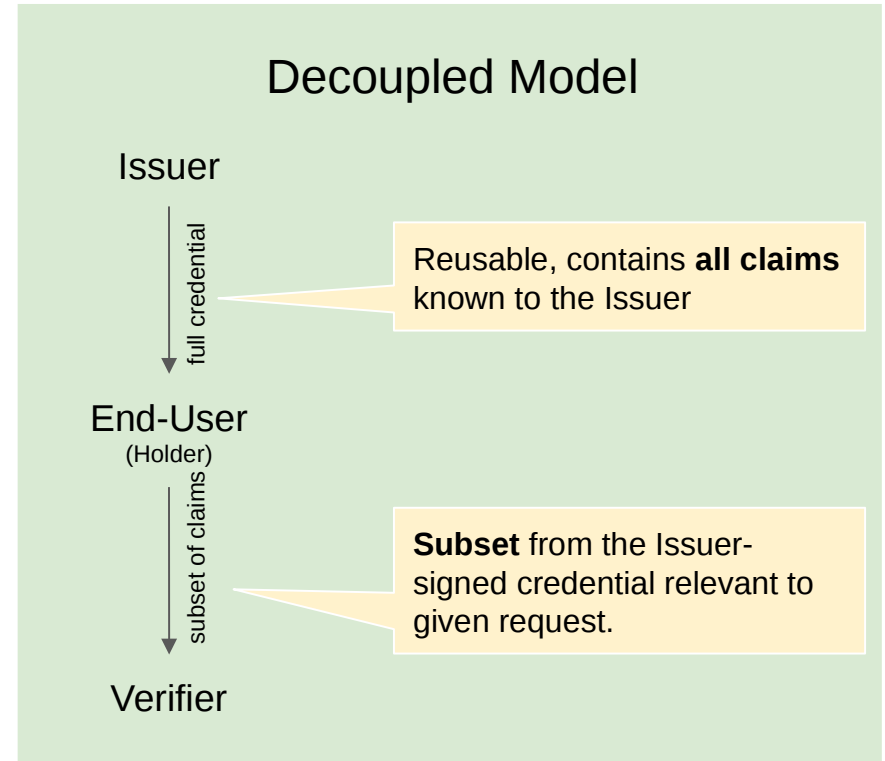 Decoupled Model
Issuer
full credential
Reusable, contains all claims
known to the Issuer
End-User
(Holder)
subset of claims
Subset from the Issuer-
signed credential relevant to
given request.
Verifier